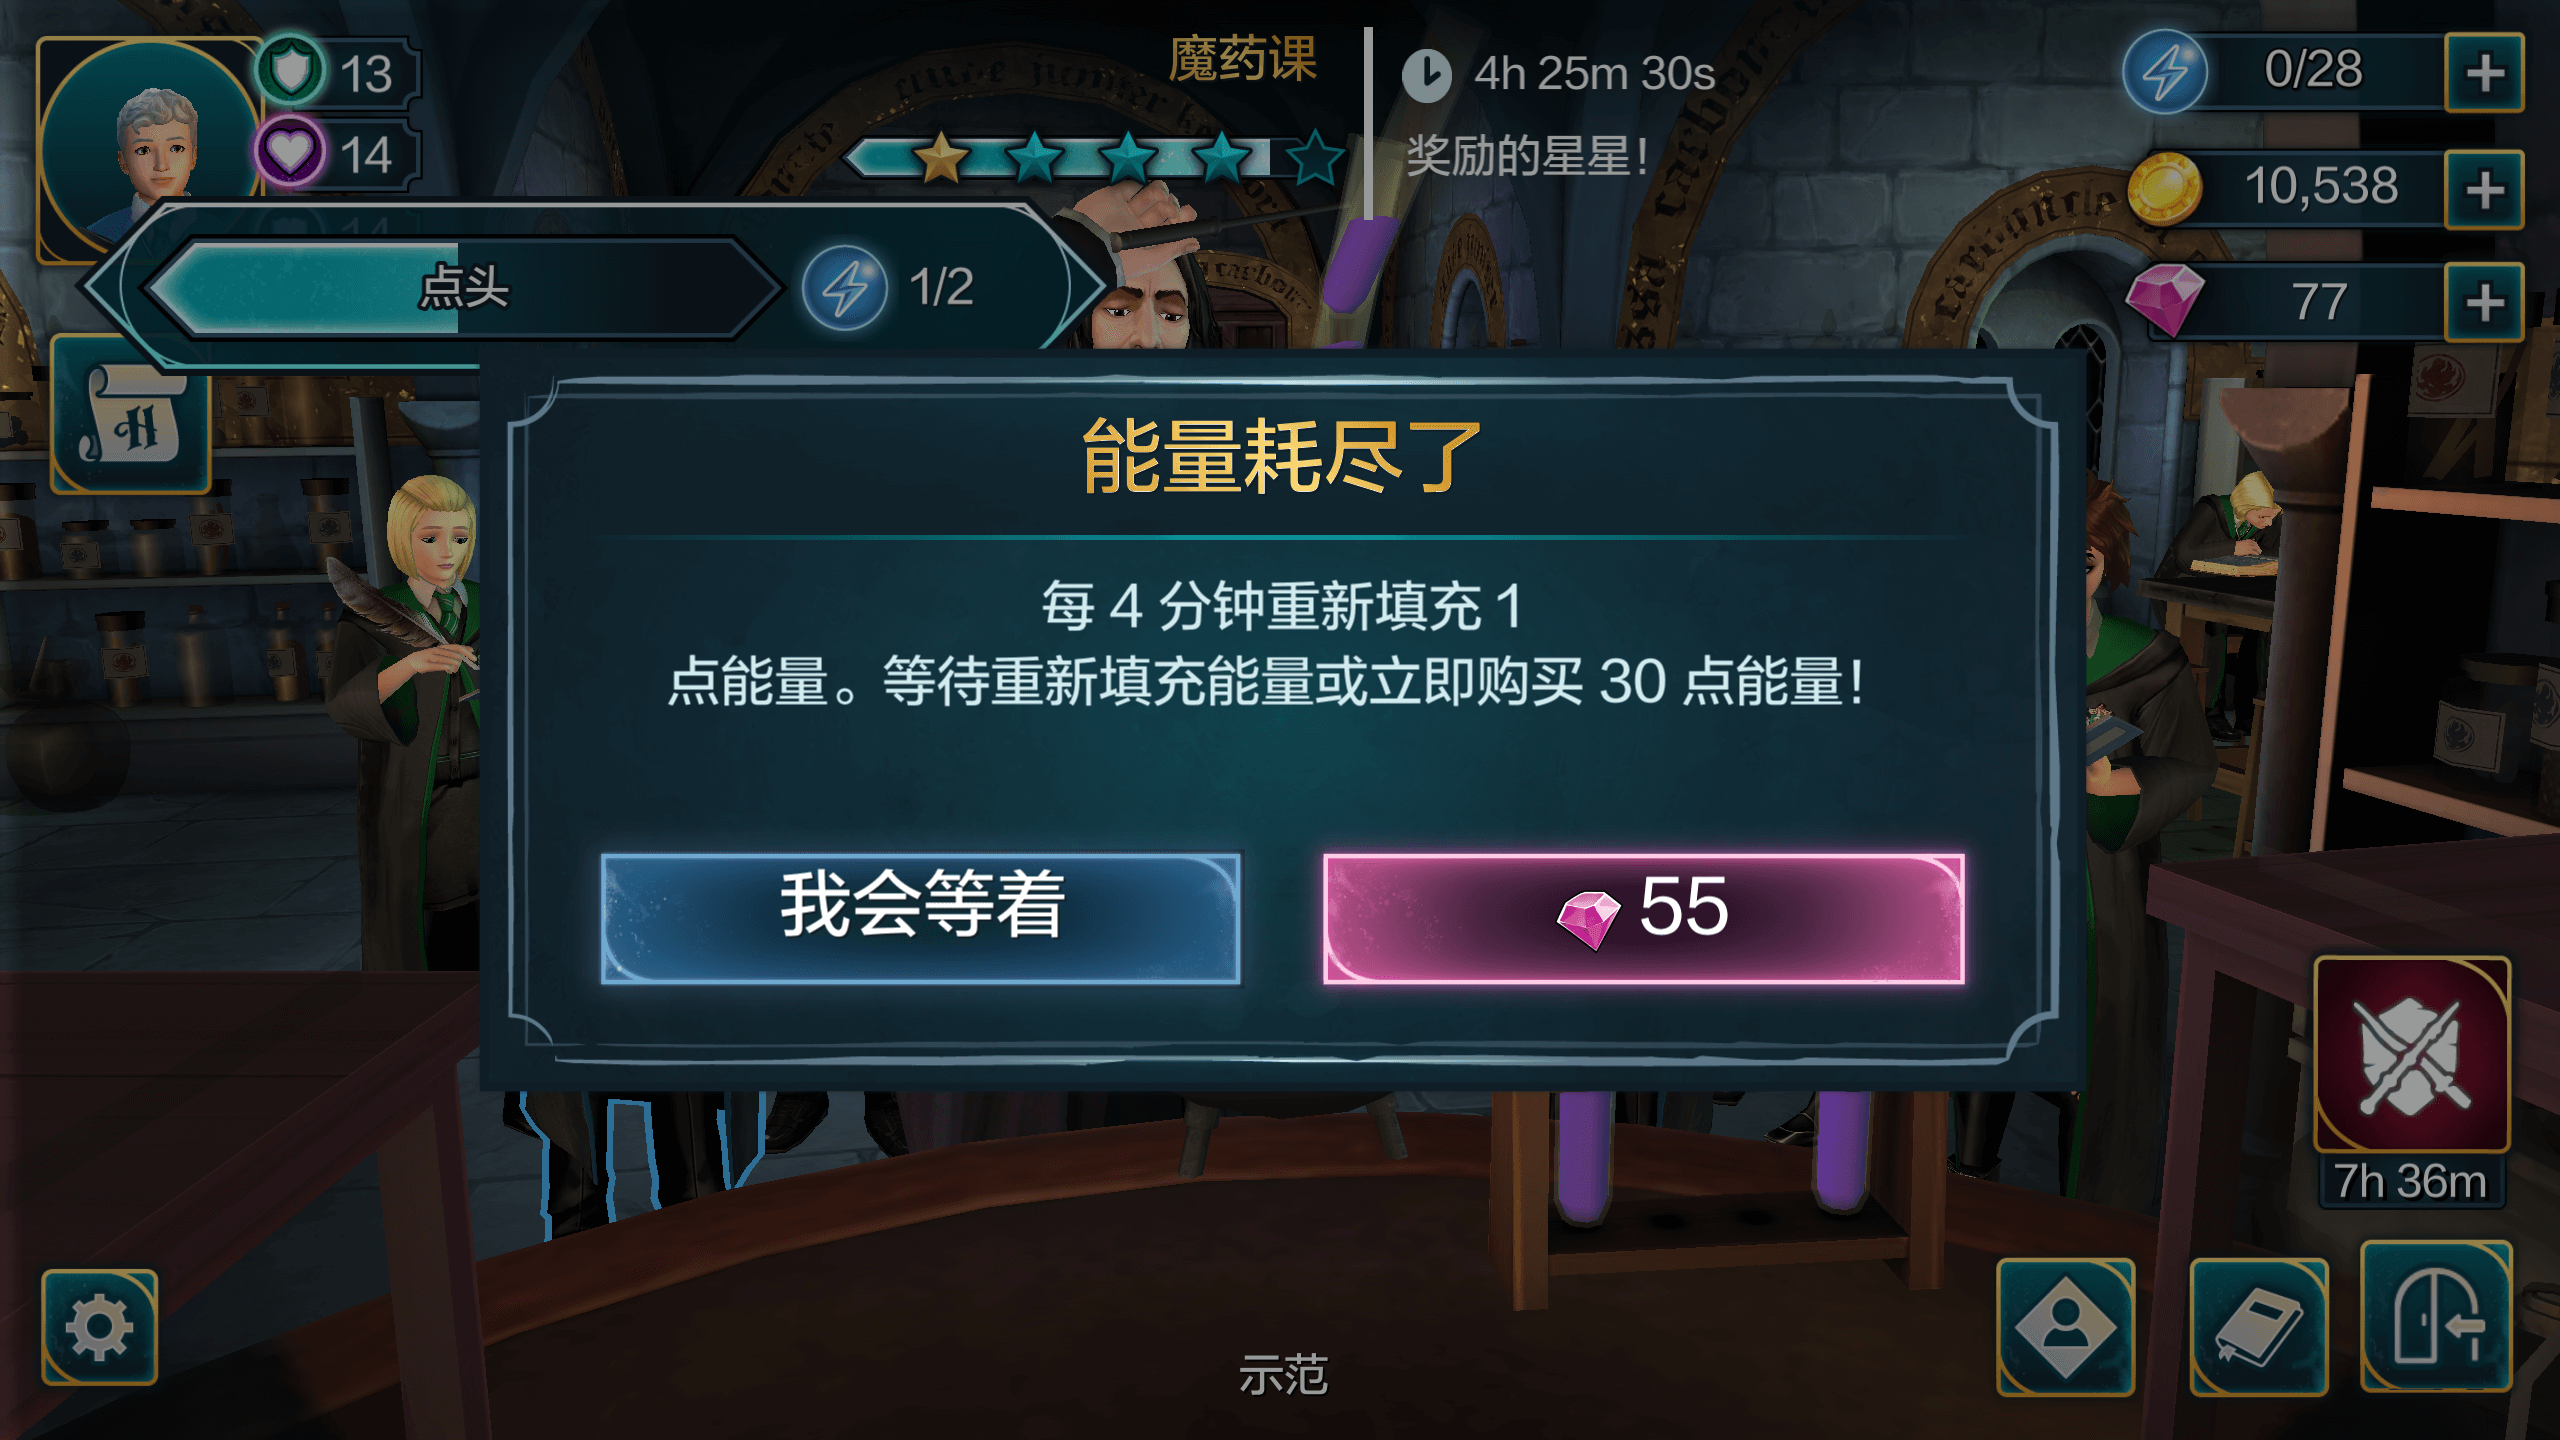 13
14
14
魔药课
4h 25m 30s
奖励的星星！
0/28
10,538
77
点头
1/2
H
能量耗尽了
每 4 分钟重新填充 1
点能量。等待重新填充能量或立即购买 30 点能量！
我会等着
55
7h 36m
示范